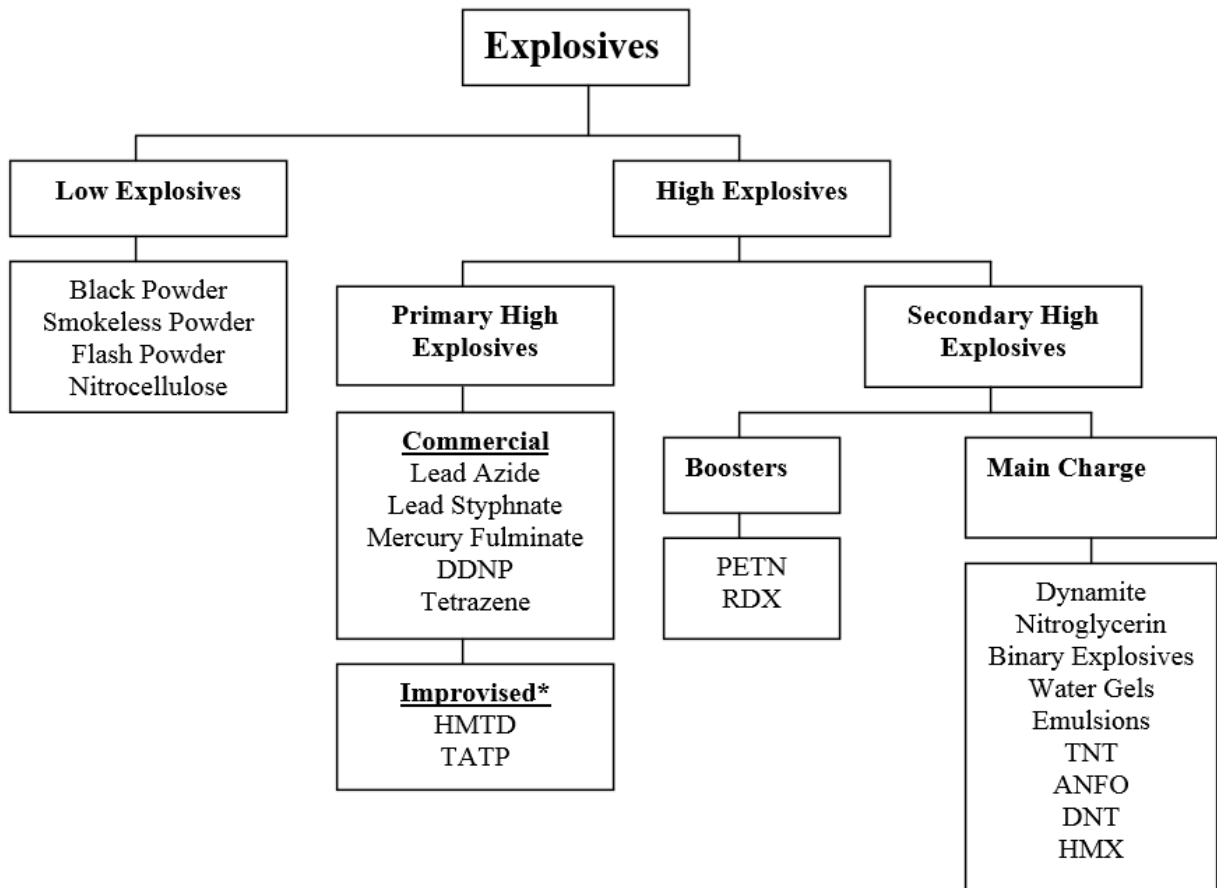 Explosives
Low Explosives
High Explosives
Black Powder
Smokeless Powder
Flash Powder
Nitrocellulose
Primary High
Explosives
Secondary High
Explosives
Commercial
Lead Azide
Lead Styphnate
Mercury Fulminate
DDNP
Tetrazene
Improvised*
HMTD
TATP
Boosters
PETN
RDX
Main Charge
Dynamite
Nitroglycerin
Binary Explosives
Water Gels
Emulsions
TNT
ANFO
DNT
HMX